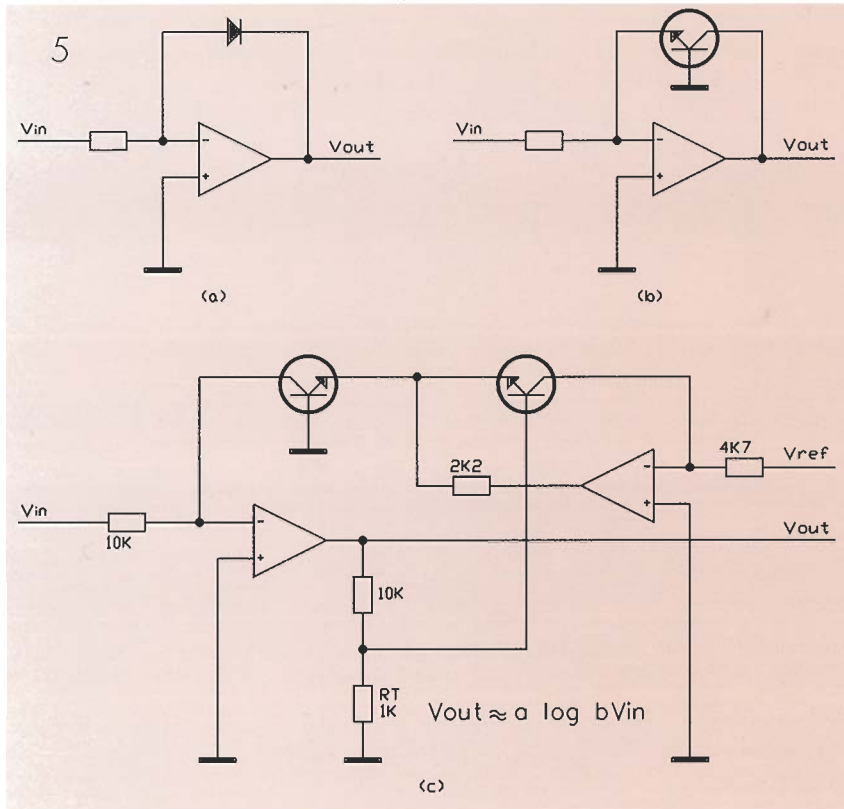 5
Vin
-
+
Vout
(a)
Vin
-
+
Vout
(b)
Vin
10K
-
+
2K2
-
+
4K7
Vref
Vout
10K
RT
1K
Vout ≈ a log bVin
(c)